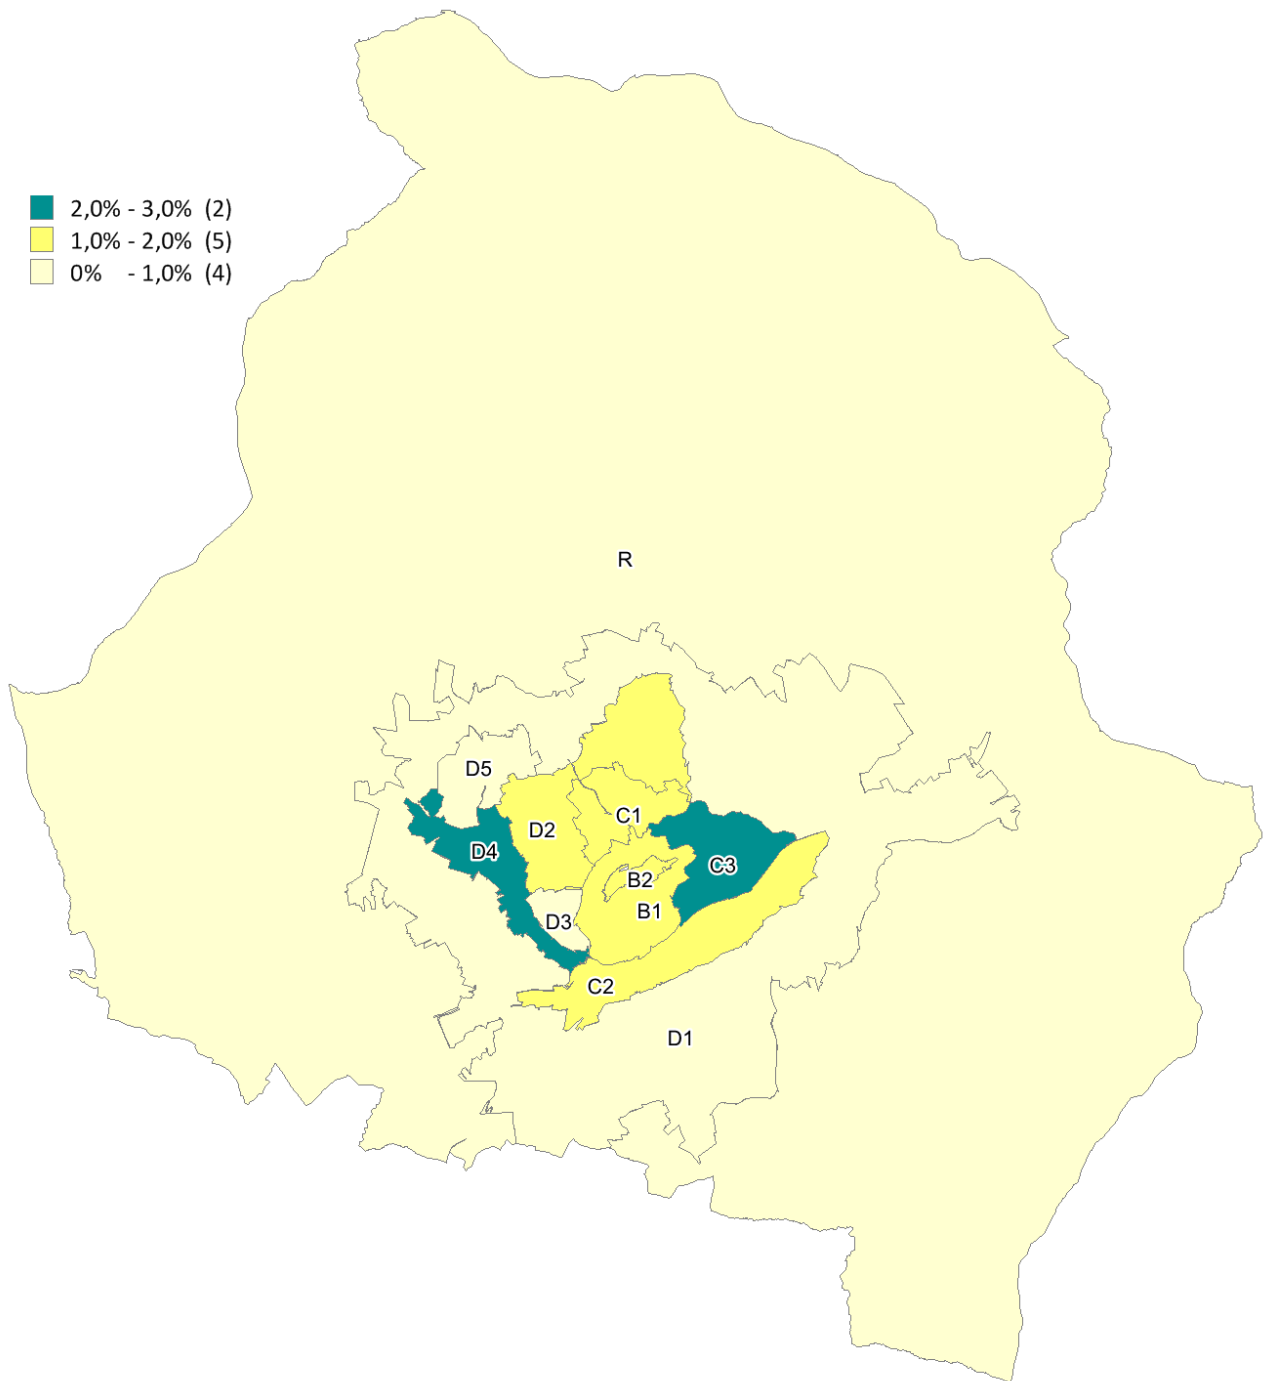 2,0% - 3,0% (2)
1,0% - 2,0% (5)
0% - 1,0% (4)
R
D5
C1
D2
D4
C3
B2
B1
D3
C2
D1